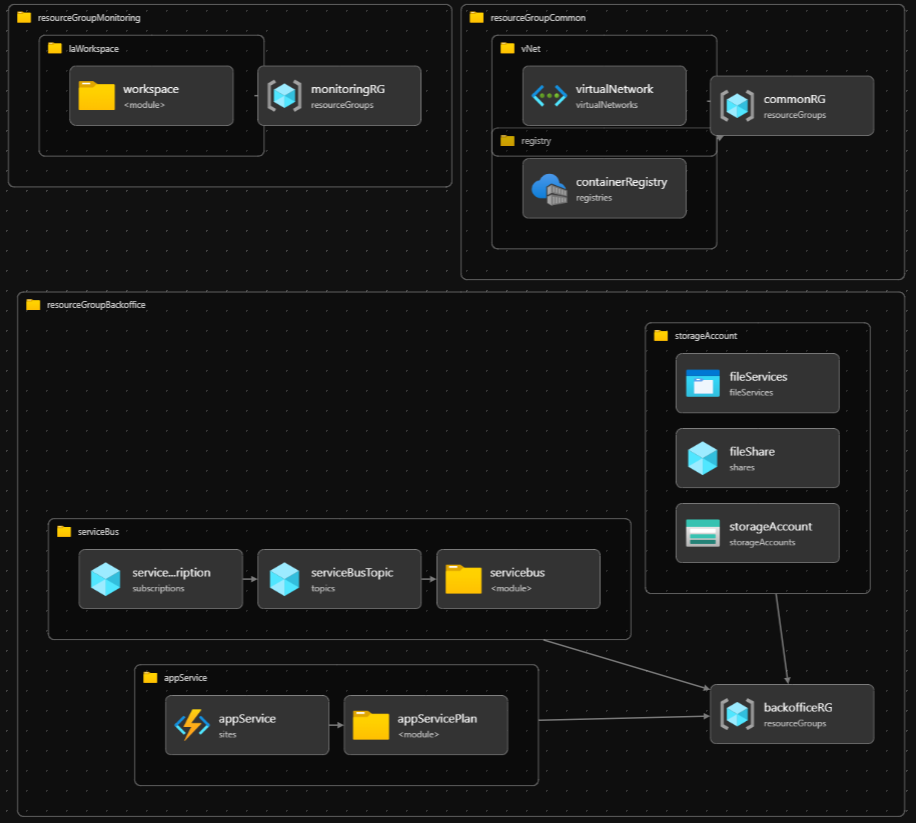 resourceGroupMonitoring
laWorkspace
workspace
<module>
monitoringRG
resourceGroups
resourceGroupCommon
vNet
virtualNetwork
virtualNetworks
commonRG
resourceGroups
registry
containerRegistry
registries
resourceGroupBackoffice
storageAccount
fileServices
fileServices
fileShare
shares
storageAccount
storageAccounts
serviceBus
service...ription
subscriptions
serviceBusTopic
topics
servicebus
<module>
appService
appService
sites
appServicePlan
<module>
backofficeRG
resourceGroups